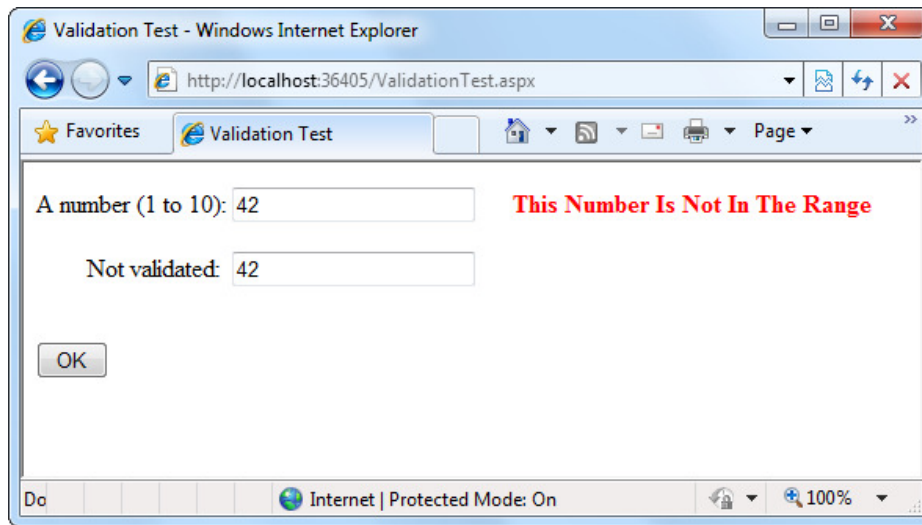 Validation Test - Windows Internet Explorer
http://localhost:36405/ValidationTest.aspx
Favorites Validation Test Page
A number (1 to 10): 42 This Number Is Not In The Range
Not validated: 42
OK
Do Internet | Protected Mode: On 100%